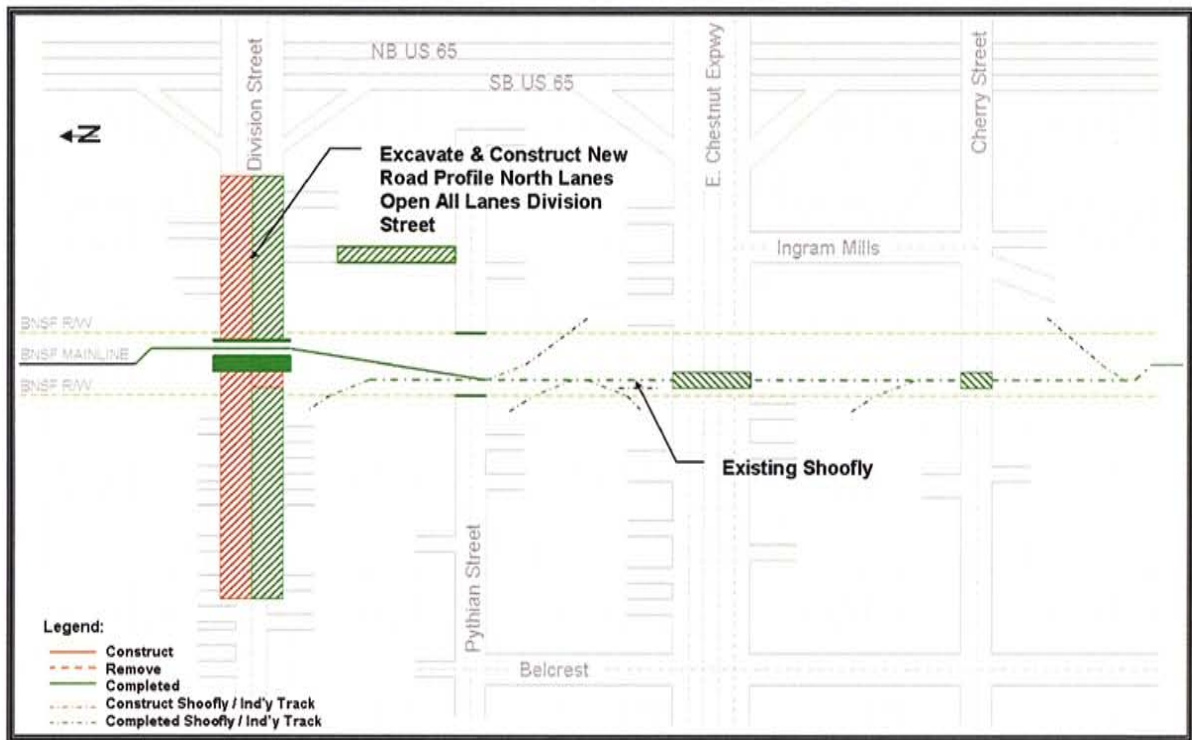 NB US 65
SB US 65
Division Street
E. Chestnut Expwy
Cherry Street
N
Excavate & Construct New
Road Profile North Lanes
Open All Lanes Division
Street
Ingram Mills
BNSF R/W
BNSF MAINLINE
BNSF R/W
Existing Shoofly
Pythian Street
Belcrest
Legend:
Construct
Remove
Completed
Construct Shoofly / Ind'y Track
Completed Shoofly / Ind'y Track